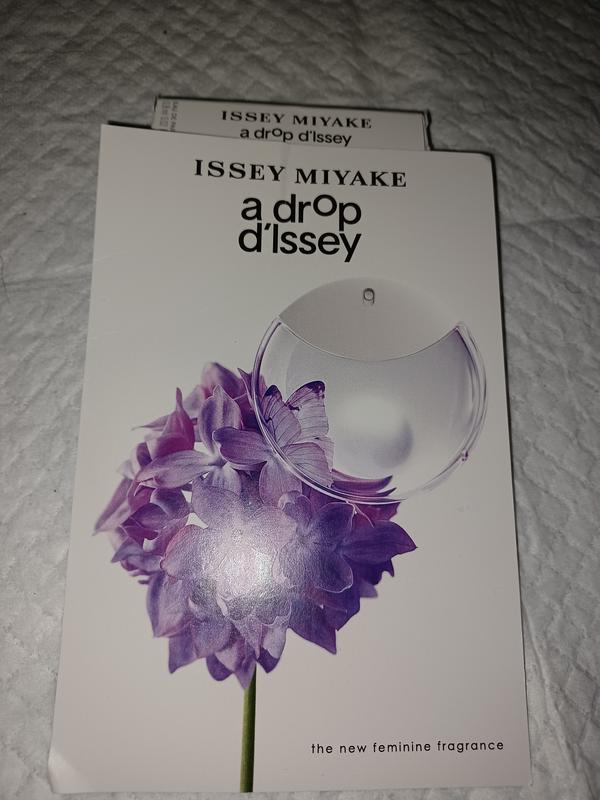 ISSEY MIYAKE
a drop d'Issey
ISSEY MIYAKE
a drop
d'Issey
the new feminine fragrance